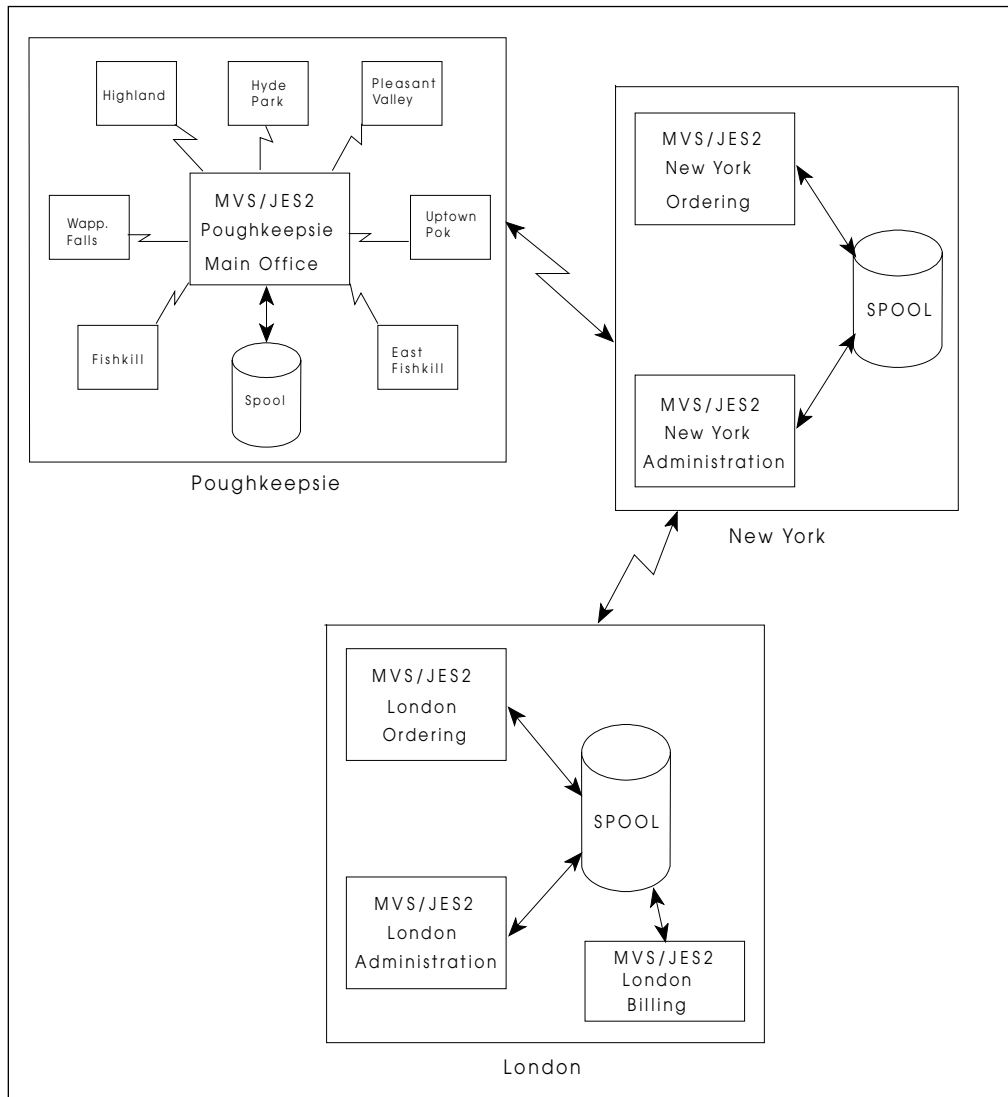 Highland
Hyde
Park
Pleasant
Valley
MVS/JES2
Poughkeepsie
Main Office
Wapp.
Falls
Uptown
Pok
Fishkill
East
Fishkill
Spool
Poughkeepsie
MVS/JES2
New York
Ordering
SPOOL
MVS/JES2
New York
Administration
New York
MVS/JES2
London
Ordering
SPOOL
MVS/JES2
London
Administration
MVS/JES2
London
Billing
London